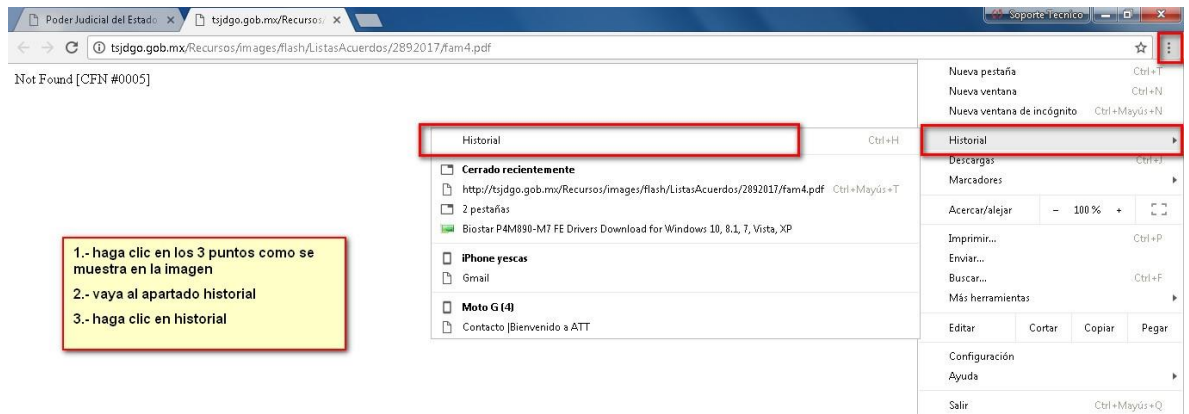 Poder Judicial del Estado
tsjdgo.gob.mx/Recursos/
Soporte Tecnico
tsjdgo.gob.mx/Recursos/images/flash/ListasAcuerdos/2892017/fam4.pdf
Not Found [CFN #0005]
Nueva pestaña Ctrl+T
Nueva ventana Ctrl+N
Nueva ventana de incógnito Ctrl+Mayús+N
Historial
Descargas Ctrl+J
Marcadores
Acercar/alejar – 100 % +
Imprimir... Ctrl+P
Enviar...
Buscar... Ctrl+F
Más herramientas
Editar Cortar Copiar Pegar
Configuración
Ayuda
Salir Ctrl+Mayús+Q
Historial Ctrl+H
Cerrado recientemente
http://tsjdgo.gob.mx/Recursos/images/flash/ListasAcuerdos/2892017/fam4.pdf Ctrl+Mayús+T
2 pestañas
Biostar P4M890-M7 FE Drivers Download for Windows 10, 8.1, 7, Vista, XP
iPhone yescas
Gmail
Moto G (4)
Contacto |Bienvenido a ATT
1.- haga clic en los 3 puntos como se
muestra en la imagen
2.- vaya al apartado historial
3.- haga clic en historial